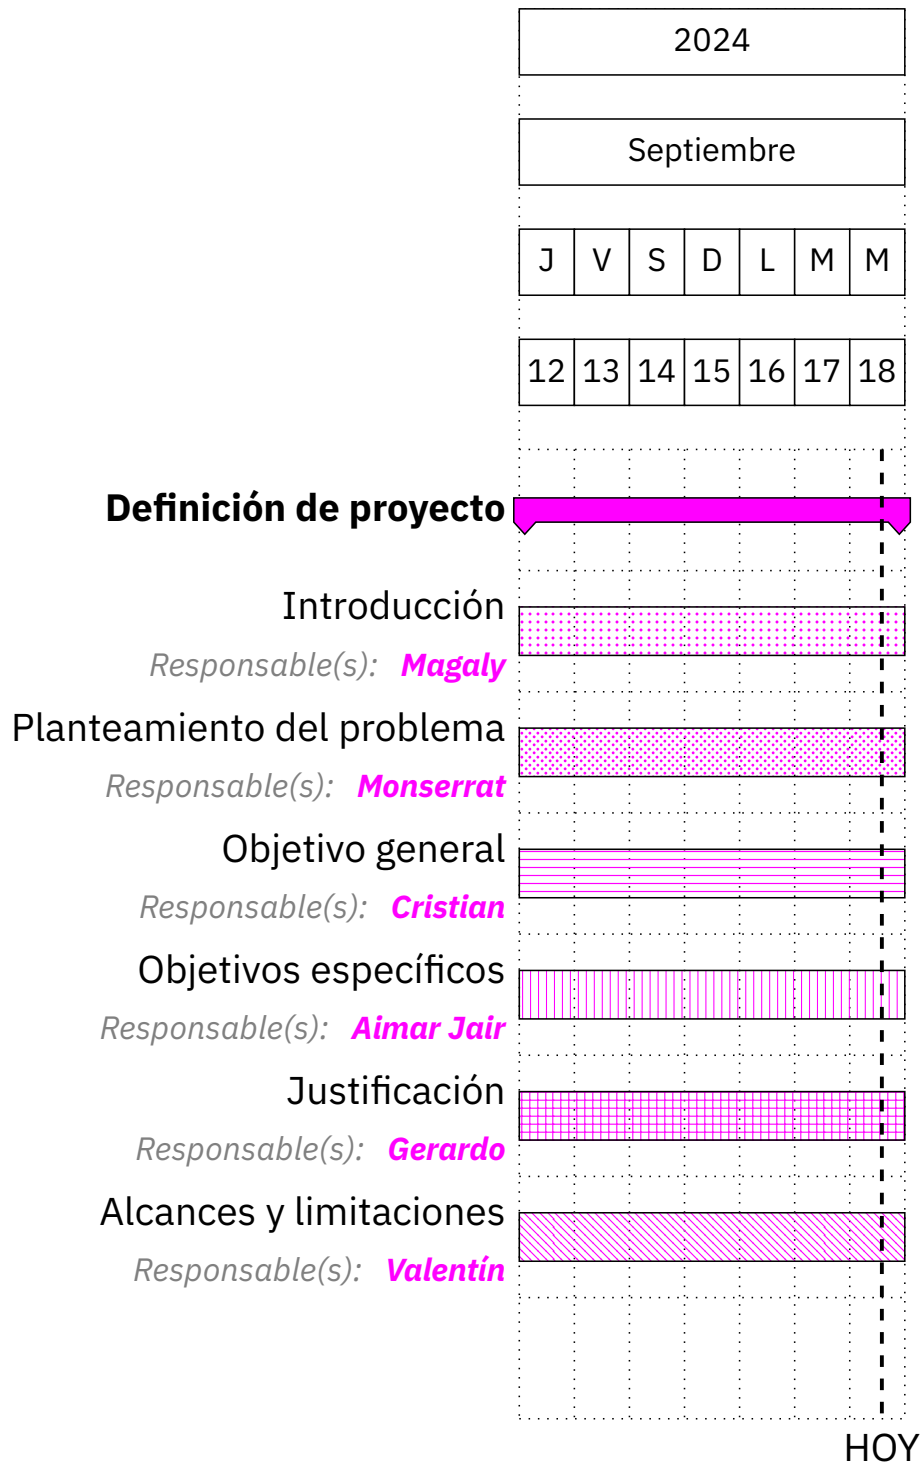 2024
Septiembre
J V S D L M M
12 13 14 15 16 17 18
Definición de proyecto
Introducción
Responsable(s): Magaly
Planteamiento del problema
Responsable(s): Monserrat
Objetivo general
Responsable(s): Cristian
Objetivos específicos
Responsable(s): Aimar Jair
Justificación
Responsable(s): Gerardo
Alcances y limitaciones
Responsable(s): Valentín
HOY